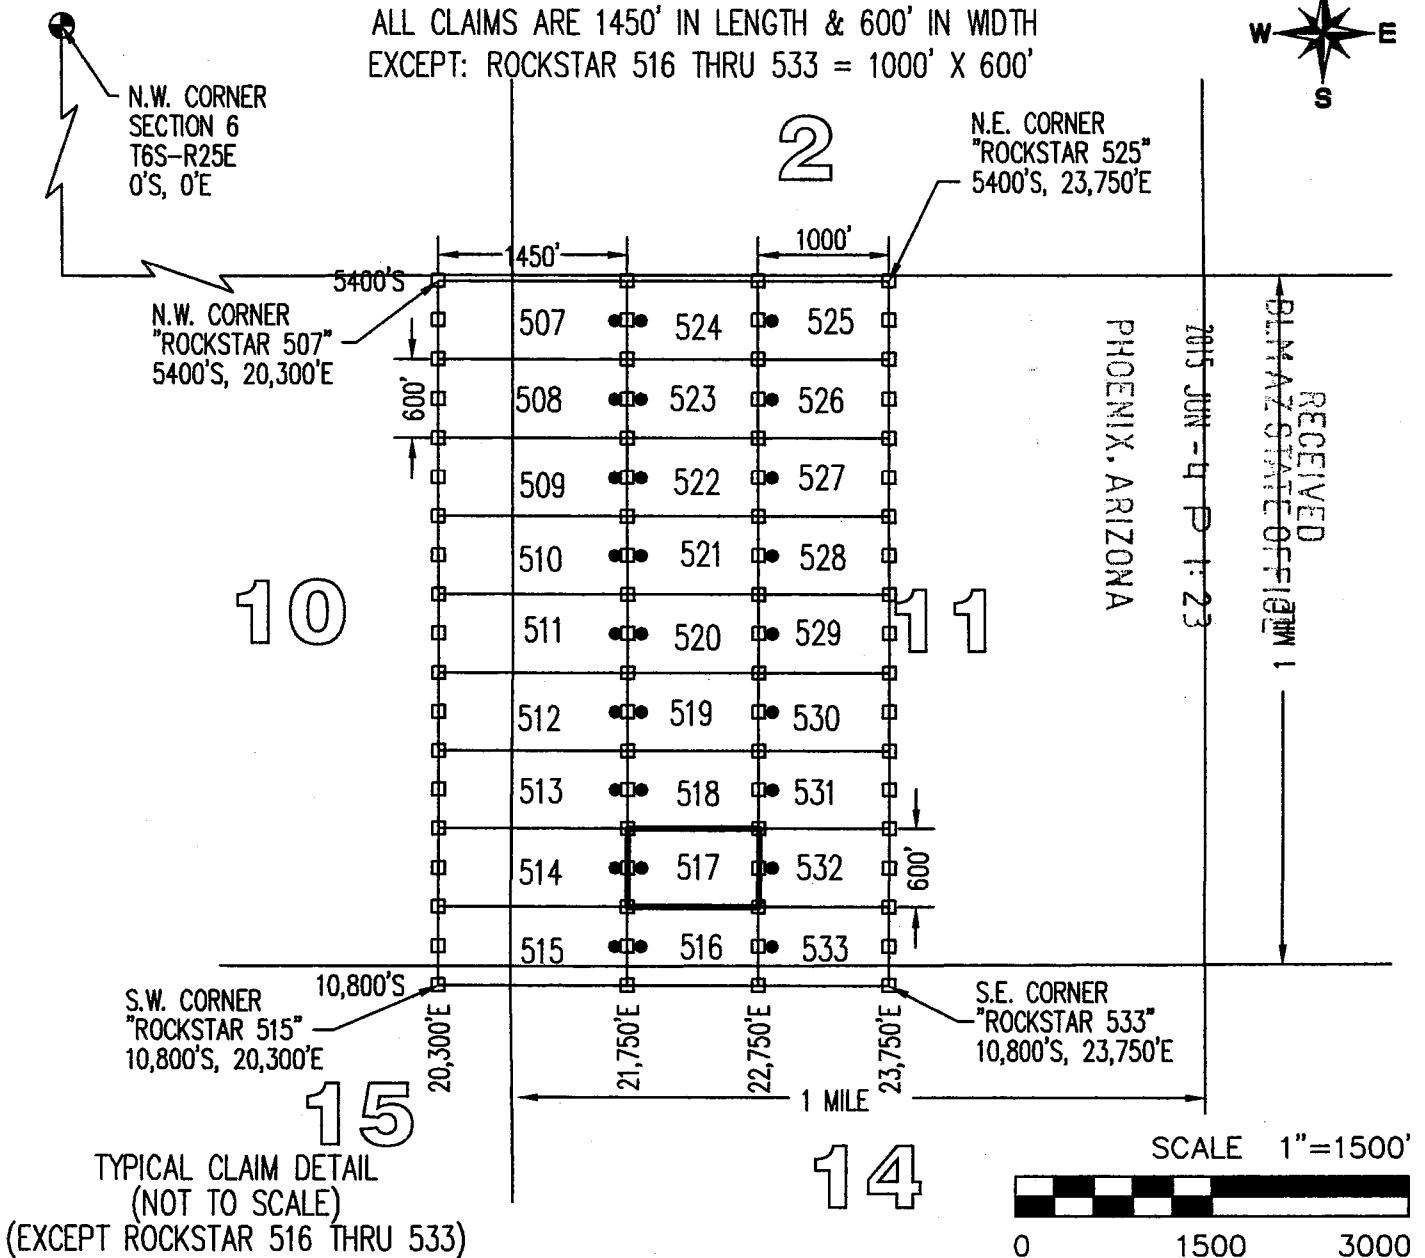 ALL CLAIMS ARE 1450' IN LENGTH & 600' IN WIDTH
EXCEPT: ROCKSTAR 516 THRU 533 = 1000' X 600'
W E
S
N.W. CORNER
SECTION 6
T6S-R25E
0'S, 0'E
2
N.E. CORNER
"ROCKSTAR 525"
5400'S, 23,750'E
1450'
1000'
5400'S
N.W. CORNER
"ROCKSTAR 507"
5400'S, 20,300'E
600'
507 524 525
508 523 526
509 522 527
510 521 528
511 520 529
512 519 530
513 518 531
514 517 532
515 516 533
600'
10
11
RECEIVED
BLM AZ STATE OFFICE
2015 JUN -4 P 1:23
PHOENIX, ARIZONA
1 MILE
10,800'S
S.W. CORNER
"ROCKSTAR 515"
10,800'S, 20,300'E
20,300'E
21,750'E
22,750'E
23,750'E
S.E. CORNER
"ROCKSTAR 533"
10,800'S, 23,750'E
1 MILE
15
14
TYPICAL CLAIM DETAIL
(NOT TO SCALE)
(EXCEPT ROCKSTAR 516 THRU 533)
SCALE 1"=1500'
0 1500 3000